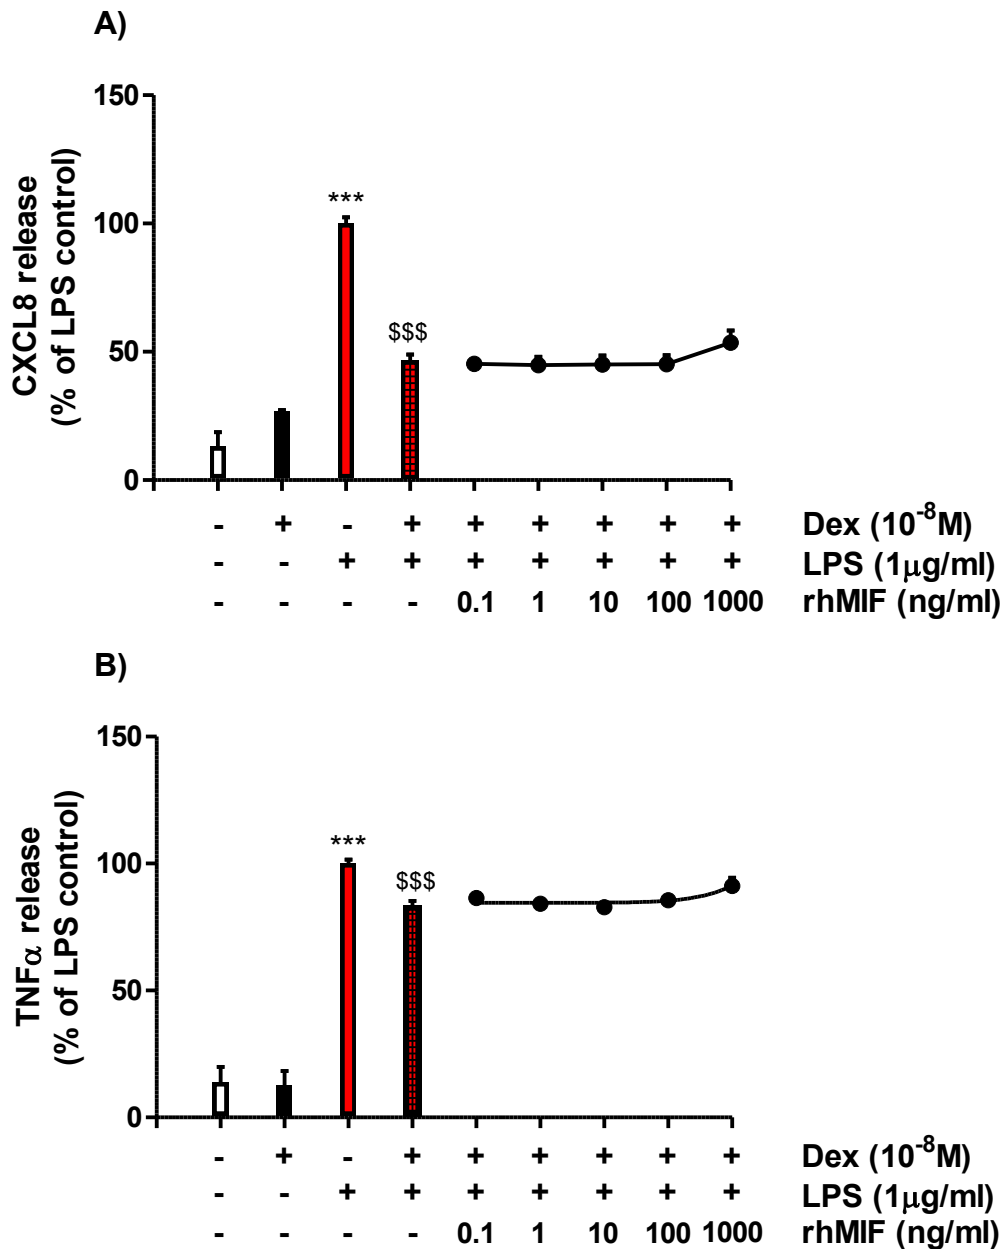 A)
CXCL8 release
(% of LPS control)
150
100
50
0
***
$$$
- + - + + + + + + Dex (10⁻⁸M)
- - + + + + + + + LPS (1μg/ml)
- - - - 0.1 1 10 100 1000 rhMIF (ng/ml)
B)
TNFα release
(% of LPS control)
150
100
50
0
***
$$$
- + - + + + + + + Dex (10⁻⁸M)
- - + + + + + + + LPS (1μg/ml)
- - - - 0.1 1 10 100 1000 rhMIF (ng/ml)